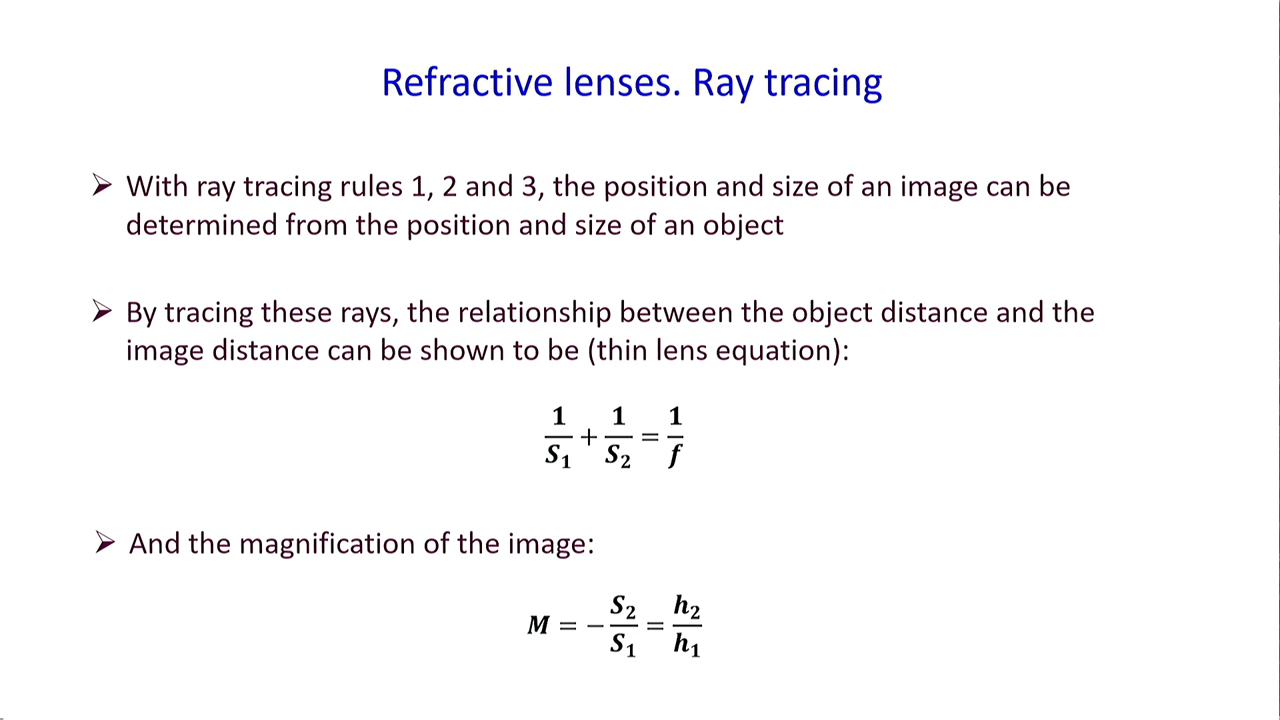 Refractive lenses. Ray tracing
➢ With ray tracing rules 1, 2 and 3, the position and size of an image can be
determined from the position and size of an object
➢ By tracing these rays, the relationship between the object distance and the
image distance can be shown to be (thin lens equation):
1/S₁ + 1/S₂ = 1/f
➢ And the magnification of the image:
M = −S₂/S₁ = h₂/h₁